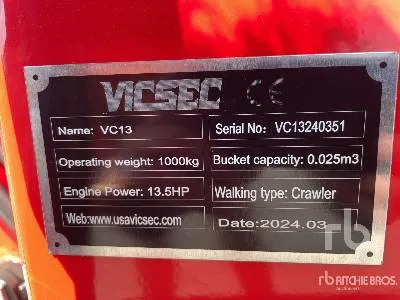 VICSEC CE
Name: VC13
Serial No: VC13240351
Operating weight: 1000kg
Bucket capacity: 0.025m3
Engine Power: 13.5HP
Walking type: Crawler
Web:www.usavicsec.com
Date:2024.03
rb
RITCHIE BROS.
Auctioneers